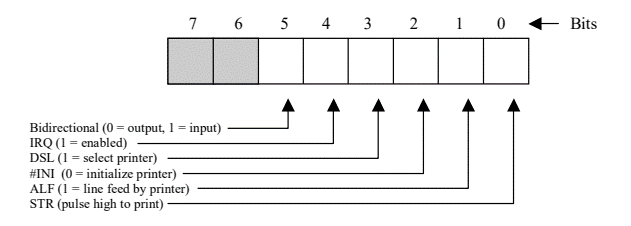 7 6 5 4 3 2 1 0 Bits
Bidirectional (0 = output, 1 = input)
IRQ (1 = enabled)
DSL (1 = select printer)
#INI (0 = initialize printer)
ALF (1 = line feed by printer)
STR (pulse high to print)